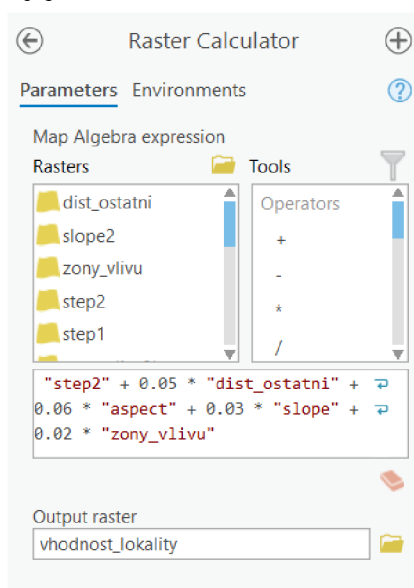 Raster Calculator
Parameters Environments
Map Algebra expression
Rasters Tools
dist_ostatni
slope2
zony_vlivu
step2
step1
Operators
+
-
*
/
"step2" + 0.05 * "dist_ostatni" +
0.06 * "aspect" + 0.03 * "slope" +
0.02 * "zony_vlivu"
Output raster
vhodnost_lokality